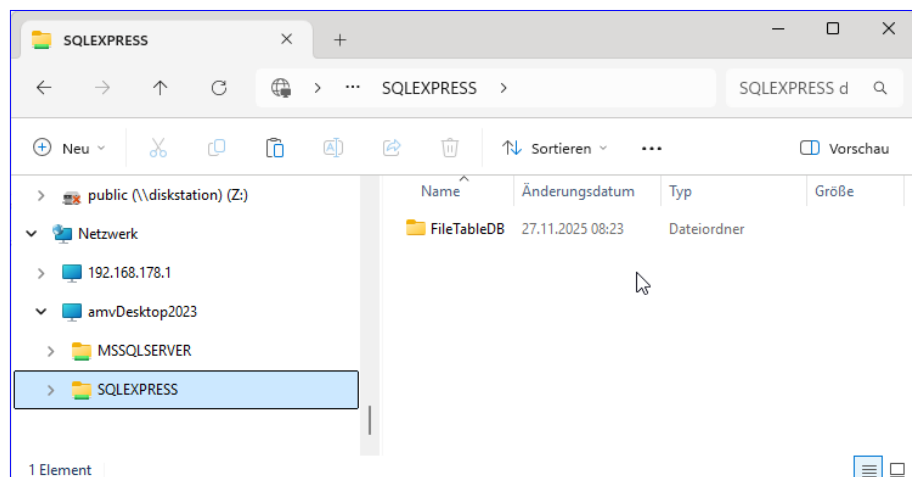 SQLEXPRESS
SQLEXPRESS
SQLEXPRESS d
Neu
Sortieren
Vorschau
public (\\diskstation) (Z:)
Netzwerk
192.168.178.1
amvDesktop2023
MSSQLSERVER
SQLEXPRESS
Name Änderungsdatum Typ Größe
FileTableDB 27.11.2025 08:23 Dateiordner
1 Element